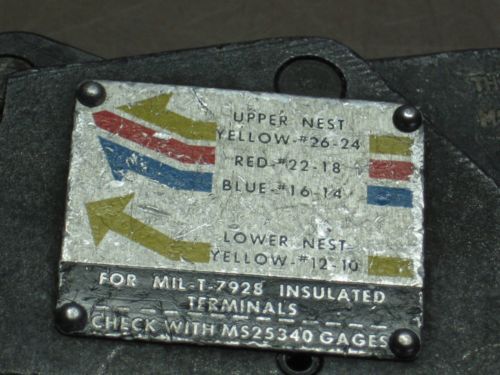 UPPER NEST
YELLOW-#26-24
RED-#22-18
BLUE-#16-14
LOWER NEST
YELLOW-#12-10
FOR MIL-T-7928 INSULATED
TERMINALS
CHECK WITH MS25340 GAGES